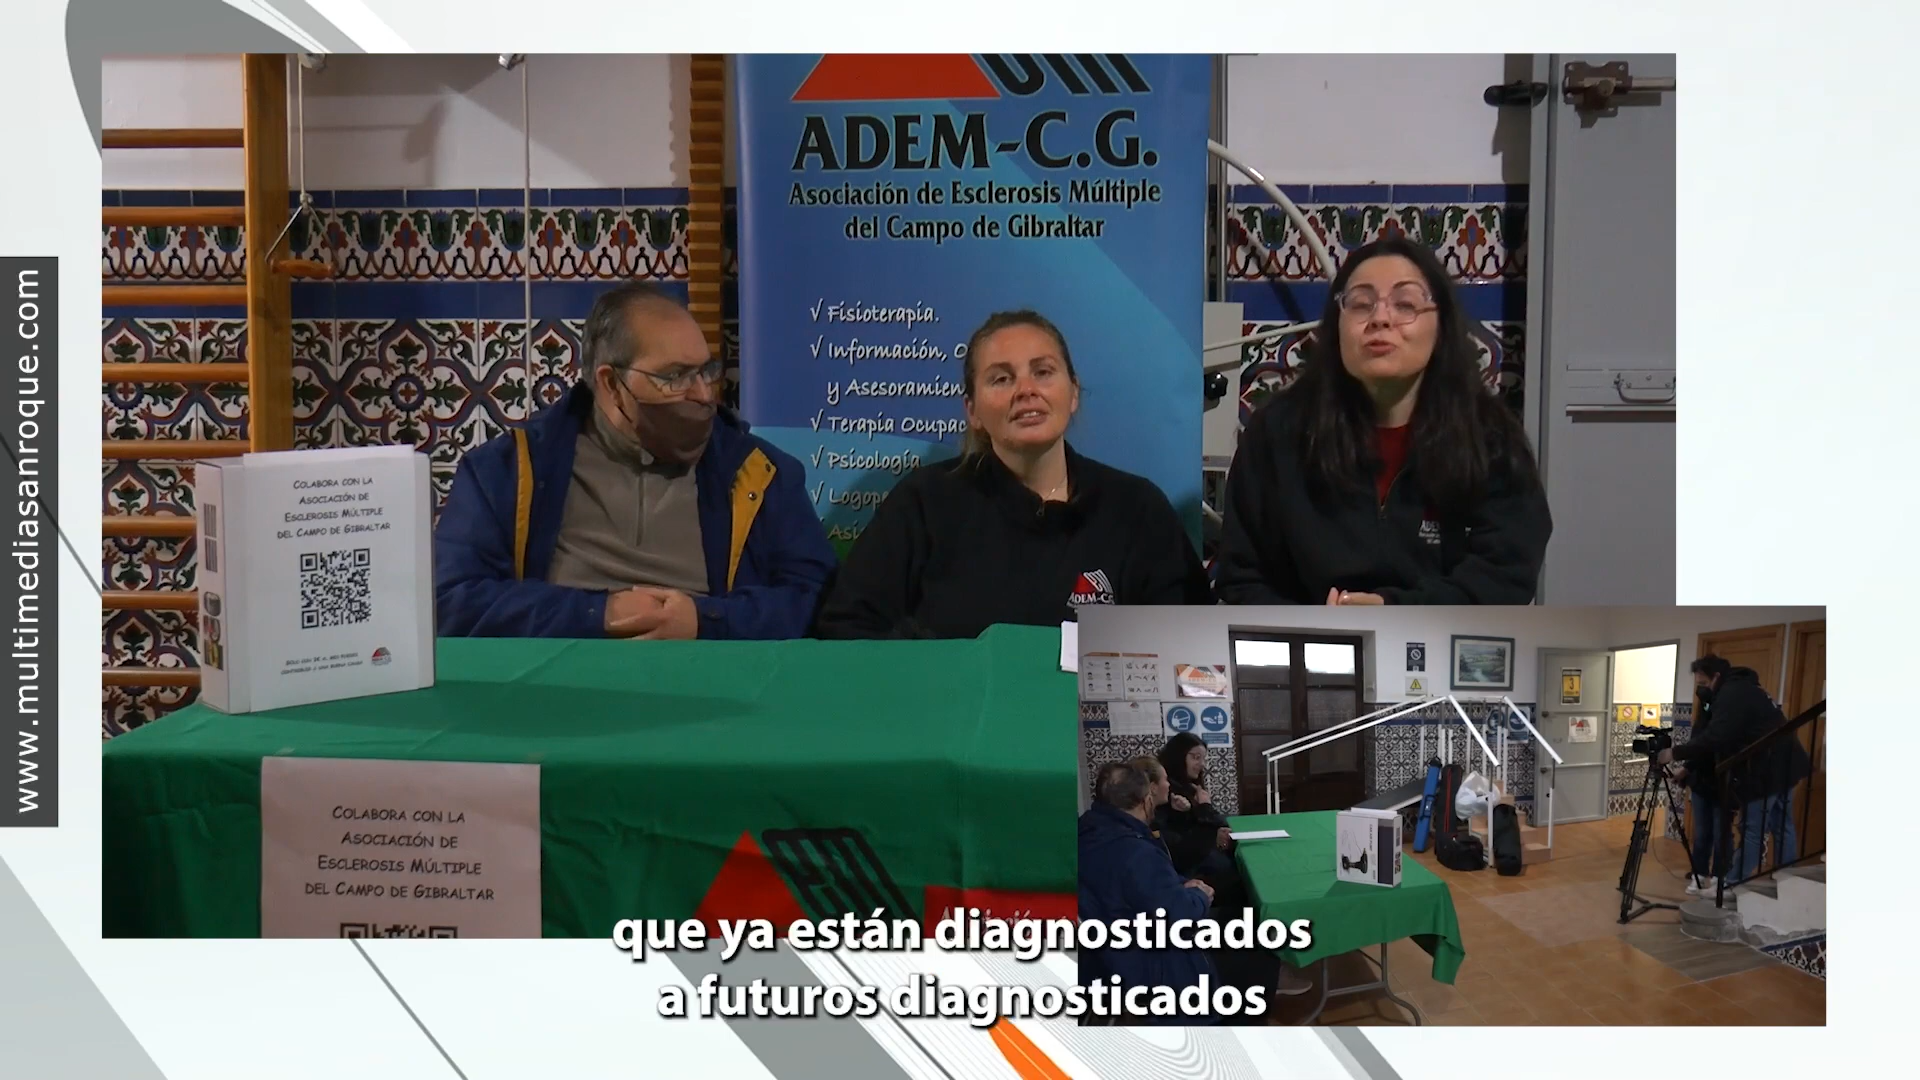 www.multimediasanroque.com
ADEM-C.G.
Asociación de Esclerosis Múltiple
del Campo de Gibraltar
√ Fisioterapia.
√ Información, O
y Asesoramien
√ Terapia Ocupac
√ Psicología
√ Logope
COLABORA CON LA
ASOCIACIÓN DE
ESCLEROSIS MÚLTIPLE
DEL CAMPO DE GIBRALTAR
ADEM-C.G
COLABORA CON LA
ASOCIACIÓN DE
ESCLEROSIS MÚLTIPLE
DEL CAMPO DE GIBRALTAR
que ya están diagnosticados
a futuros diagnosticados